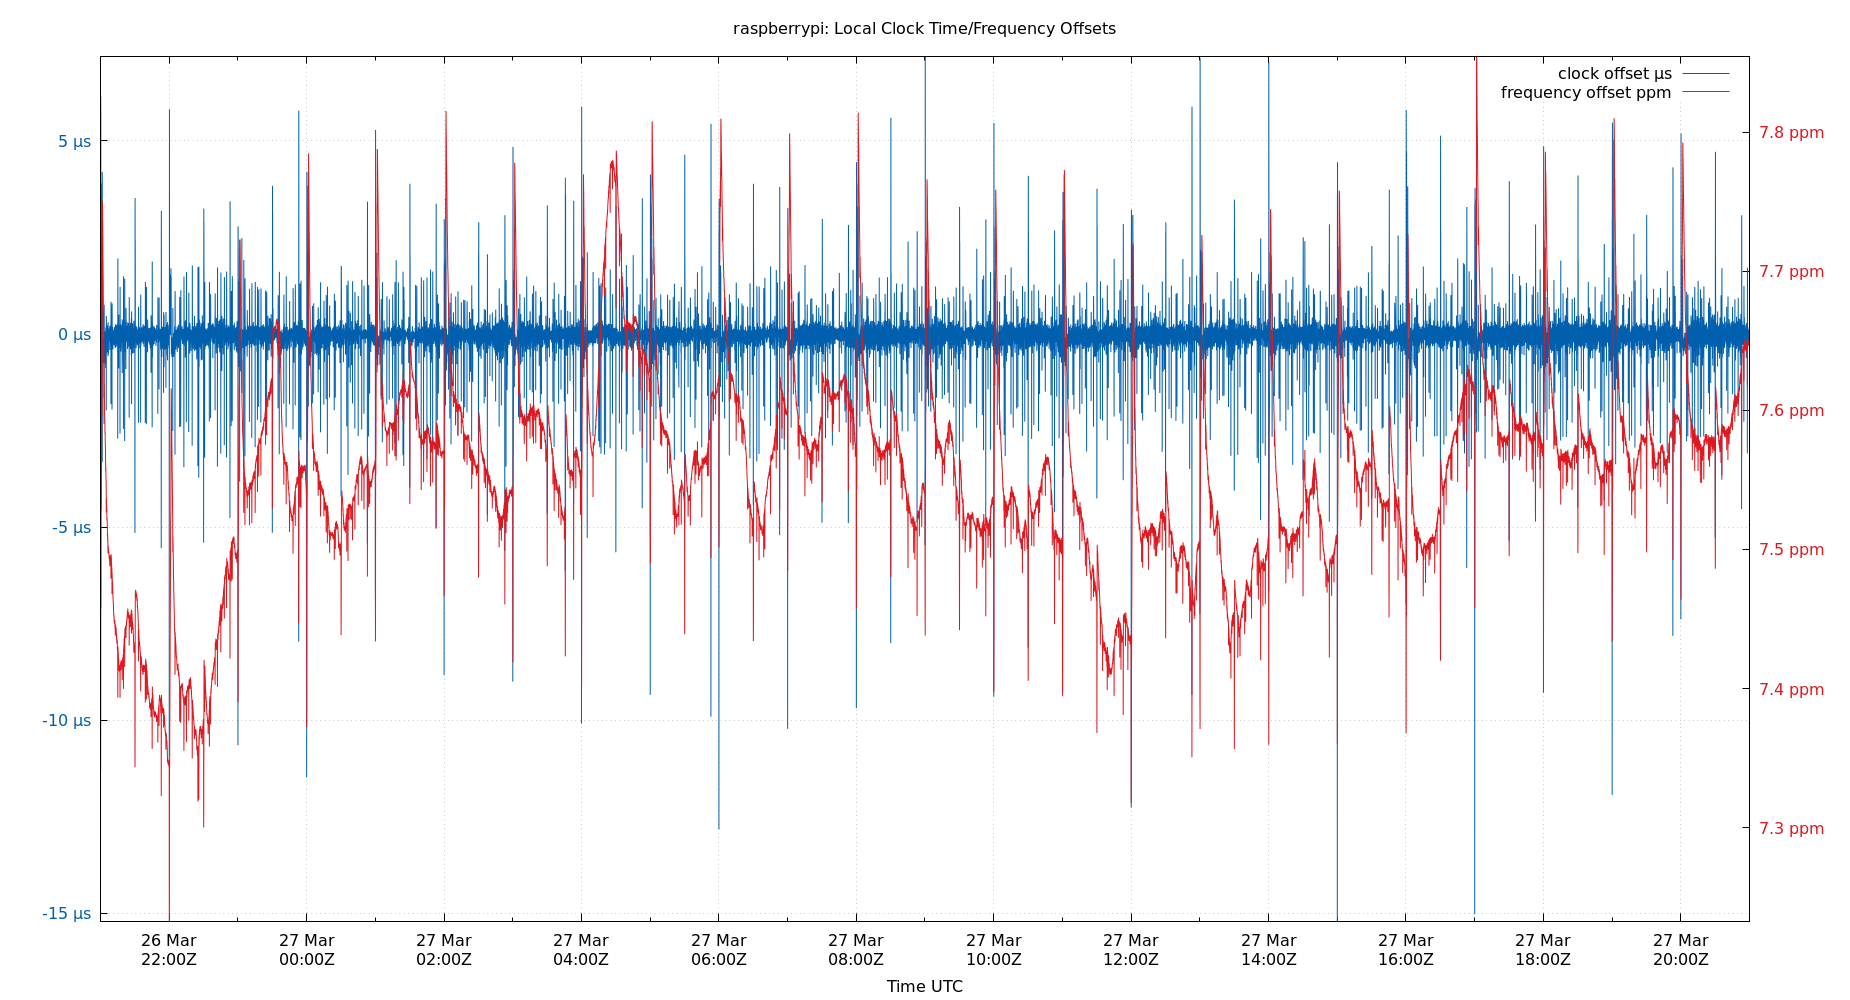 raspberrypi: Local Clock Time/Frequency Offsets
clock offset µs
frequency offset ppm
5 µs
0 µs
-5 µs
-10 µs
-15 µs
7.8 ppm
7.7 ppm
7.6 ppm
7.5 ppm
7.4 ppm
7.3 ppm
26 Mar 27 Mar 27 Mar 27 Mar 27 Mar 27 Mar 27 Mar 27 Mar 27 Mar 27 Mar 27 Mar 27 Mar
22:00Z 00:00Z 02:00Z 04:00Z 06:00Z 08:00Z 10:00Z 12:00Z 14:00Z 16:00Z 18:00Z 20:00Z
Time UTC